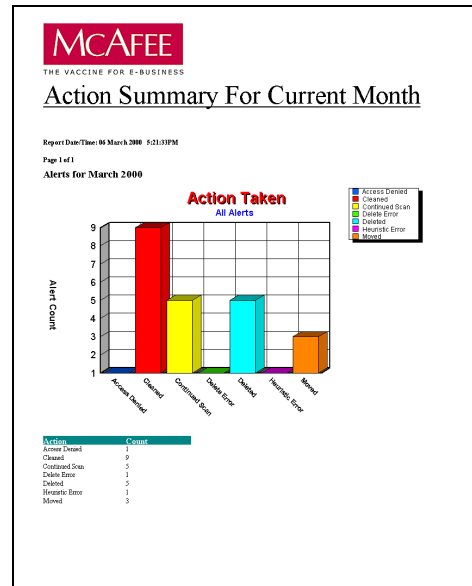 McAFEE
THE VACCINE FOR E-BUSINESS
Action Summary For Current Month
Report Date/Time: 06 March 2000 5:21:33PM
Page 1 of 1
Alerts for March 2000
Action Taken
All Alerts
Access Denied
Cleaned
Continued Scan
Delete Error
Deleted
Heuristic Error
Moved
Alert Count
9
8
7
6
5
4
3
2
1
Access Denied
Cleaned
Continued Scan
Delete Error
Deleted
Heuristic Error
Moved
Action Count
Access Denied 1
Cleaned 9
Continued Scan 5
Delete Error 1
Deleted 5
Heuristic Error 1
Moved 3